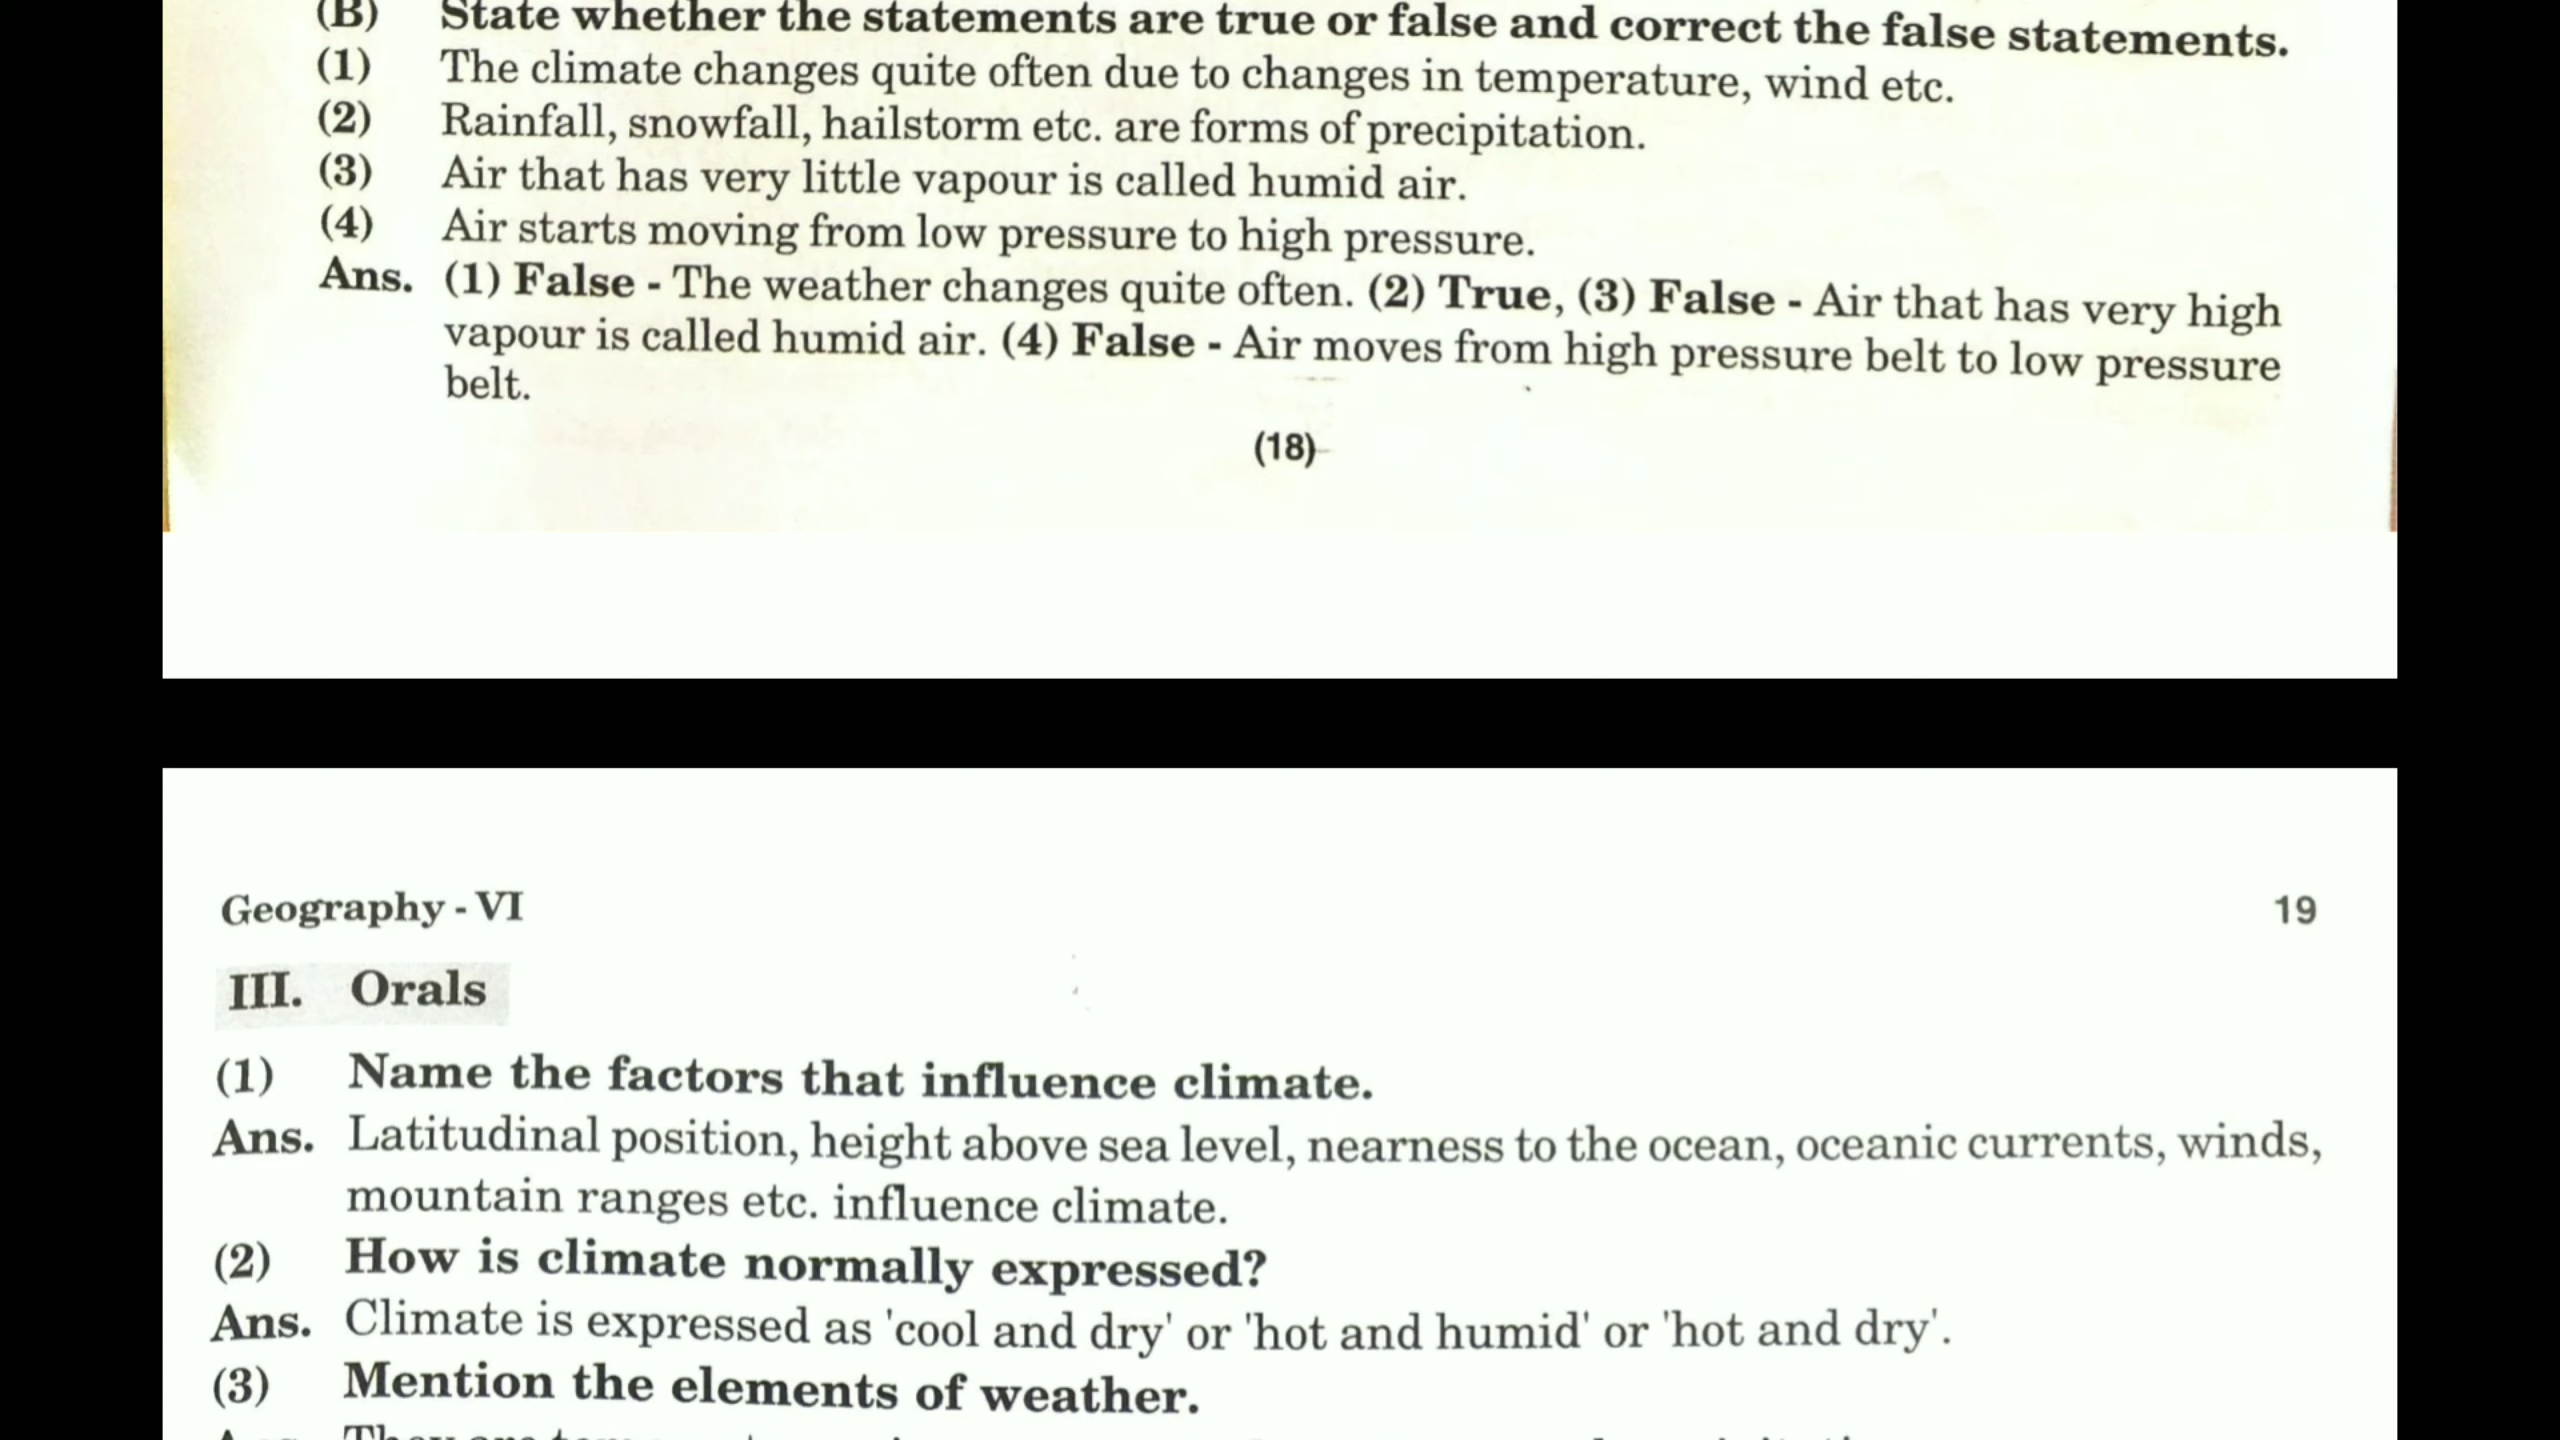 (B) State whether the statements are true or false and correct the false statements.
(1) The climate changes quite often due to changes in temperature, wind etc.
(2) Rainfall, snowfall, hailstorm etc. are forms of precipitation.
(3) Air that has very little vapour is called humid air.
(4) Air starts moving from low pressure to high pressure.
Ans. (1) False - The weather changes quite often. (2) True, (3) False - Air that has very high
vapour is called humid air. (4) False - Air moves from high pressure belt to low pressure
belt.
(18)
Geography - VI 19
III. Orals
(1) Name the factors that influence climate.
Ans. Latitudinal position, height above sea level, nearness to the ocean, oceanic currents, winds,
mountain ranges etc. influence climate.
(2) How is climate normally expressed?
Ans. Climate is expressed as 'cool and dry' or 'hot and humid' or 'hot and dry'.
(3) Mention the elements of weather.